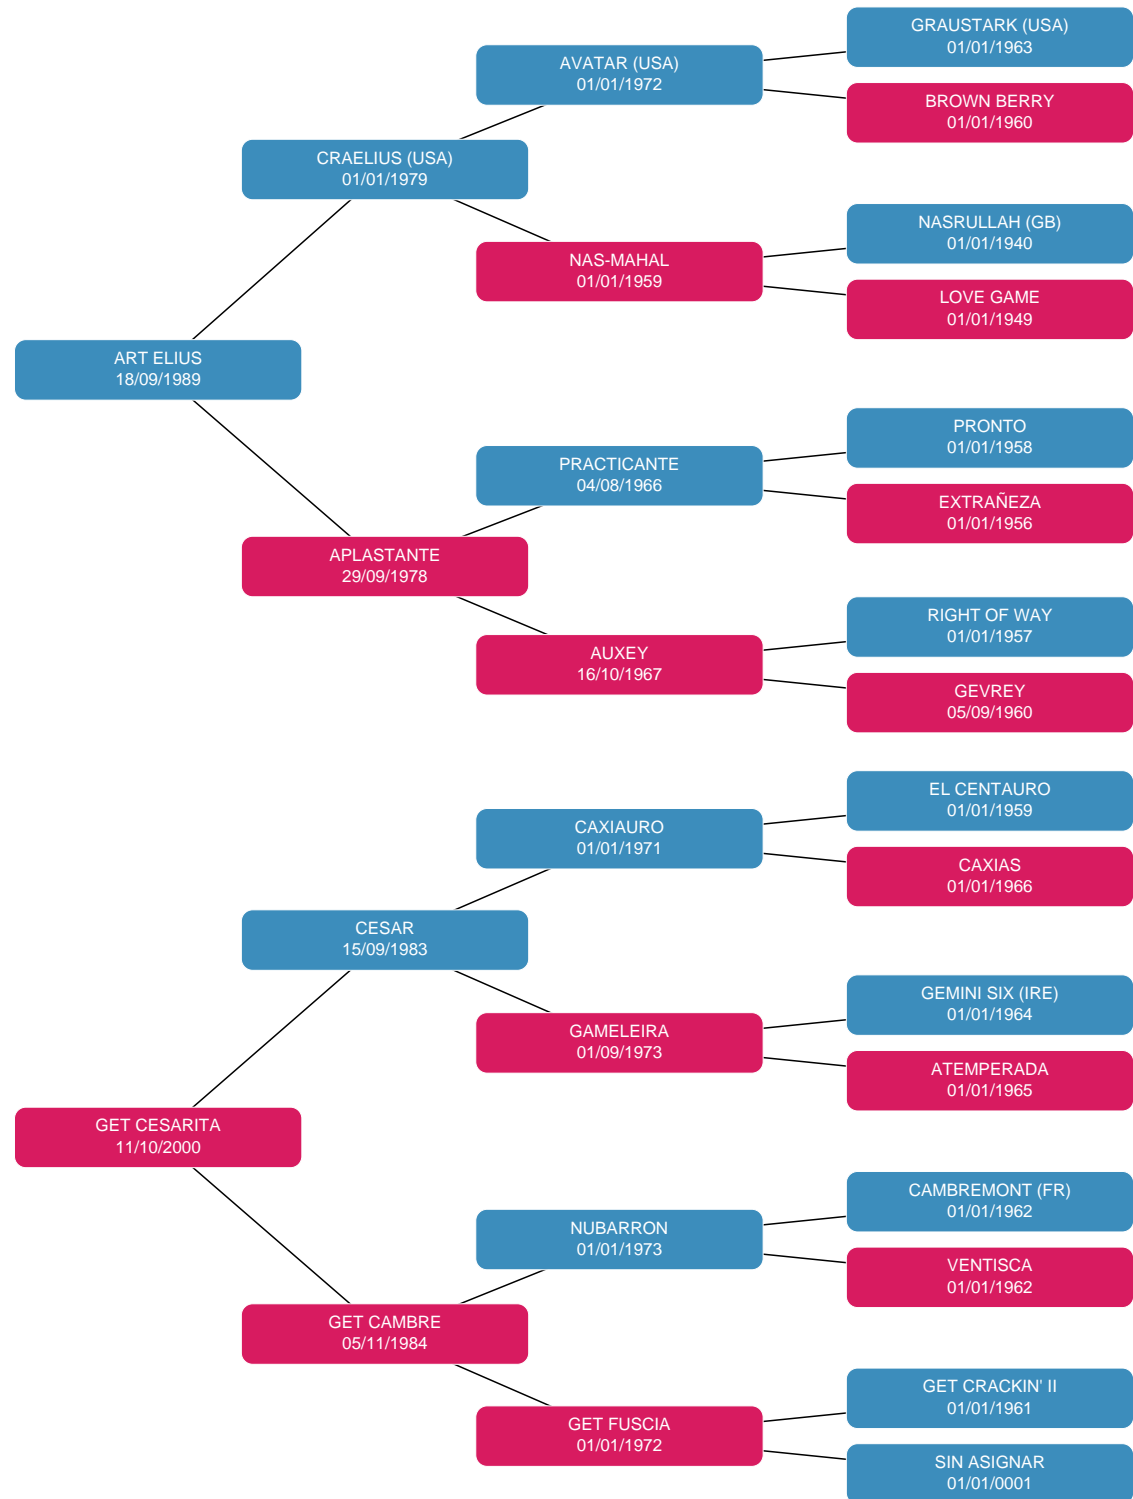 GRAUSTARK (USA)
01/01/1963
AVATAR (USA)
01/01/1972
BROWN BERRY
01/01/1960
CRAELIUS (USA)
01/01/1979
NASRULLAH (GB)
01/01/1940
NAS-MAHAL
01/01/1959
LOVE GAME
01/01/1949
ART ELIUS
18/09/1989
PRONTO
01/01/1958
PRACTICANTE
04/08/1966
EXTRAÑEZA
01/01/1956
APLASTANTE
29/09/1978
RIGHT OF WAY
01/01/1957
AUXEY
16/10/1967
GEVREY
05/09/1960
EL CENTAURO
01/01/1959
CAXIAURO
01/01/1971
CAXIAS
01/01/1966
CESAR
15/09/1983
GEMINI SIX (IRE)
01/01/1964
GAMELEIRA
01/09/1973
ATEMPERADA
01/01/1965
GET CESARITA
11/10/2000
CAMBREMONT (FR)
01/01/1962
NUBARRON
01/01/1973
VENTISCA
01/01/1962
GET CAMBRE
05/11/1984
GET CRACKIN' II
01/01/1961
GET FUSCIA
01/01/1972
SIN ASIGNAR
01/01/0001